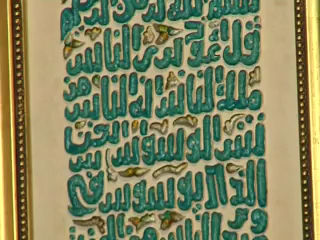 بسم الله الرحمن الرحيم
قل أعوذ برب الناس
ملك الناس إله الناس من
شر الوسواس الخناس
الذي يوسوس في